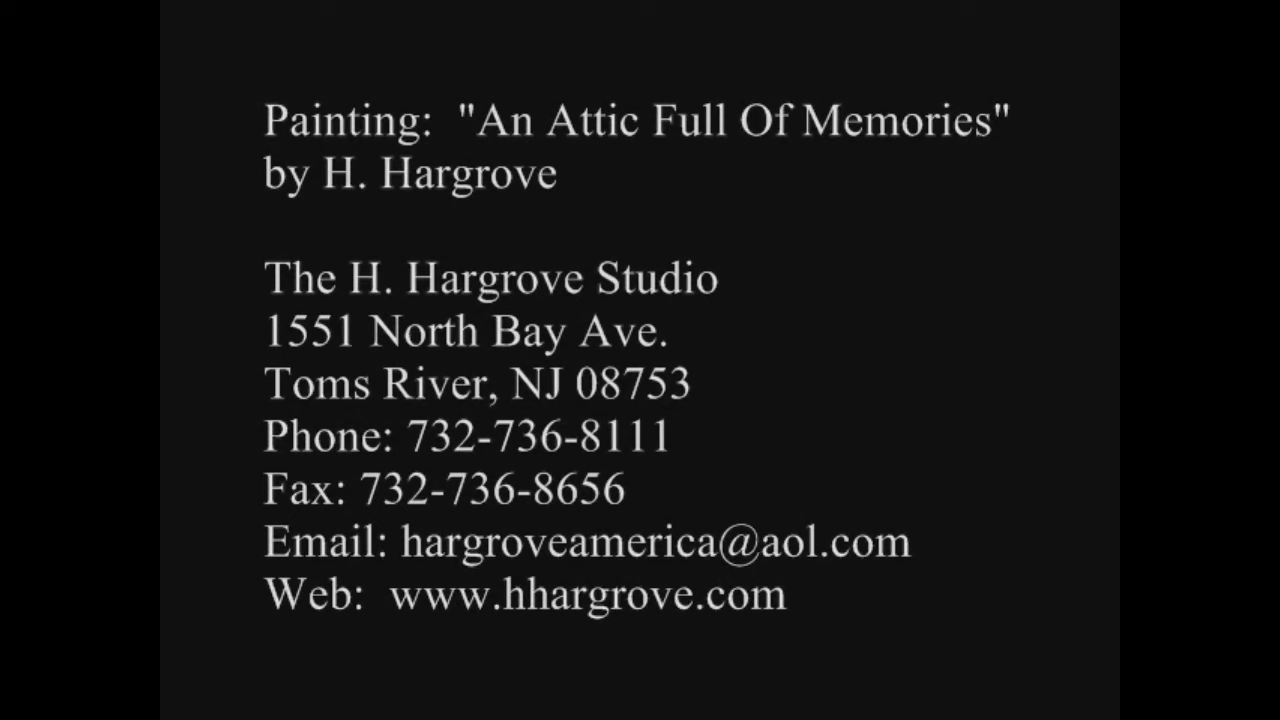 Painting:  "An Attic Full Of Memories"
by H. Hargrove
The H. Hargrove Studio
1551 North Bay Ave.
Toms River, NJ 08753
Phone: 732-736-8111
Fax: 732-736-8656
Email: hargroveamerica@aol.com
Web:  www.hhargrove.com